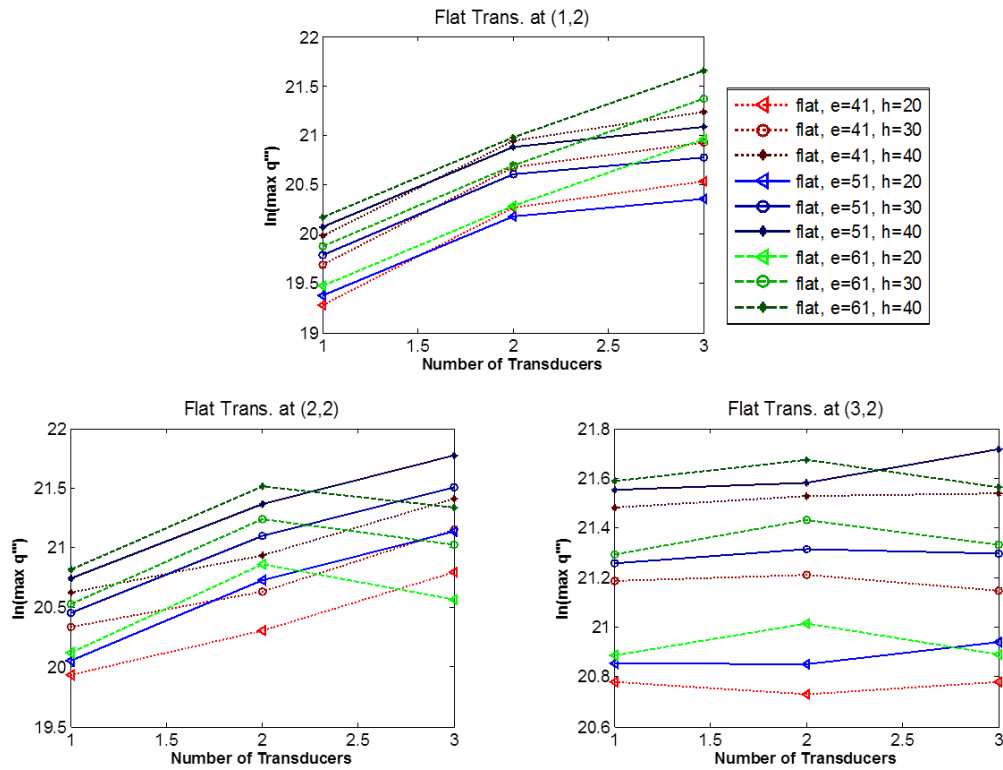 Flat Trans. at (1,2)
22
21.5
21
20.5
20
19.5
19
ln(max q''')
1
1.5
2
2.5
3
Number of Transducers
flat, e=41, h=20
flat, e=41, h=30
flat, e=41, h=40
flat, e=51, h=20
flat, e=51, h=30
flat, e=51, h=40
flat, e=61, h=20
flat, e=61, h=30
flat, e=61, h=40
Flat Trans. at (2,2)
22
21.5
21
20.5
20
19.5
ln(max q''')
1
1.5
2
2.5
3
Number of Transducers
Flat Trans. at (3,2)
21.8
21.6
21.4
21.2
21
20.8
20.6
ln(max q''')
1
1.5
2
2.5
3
Number of Transducers